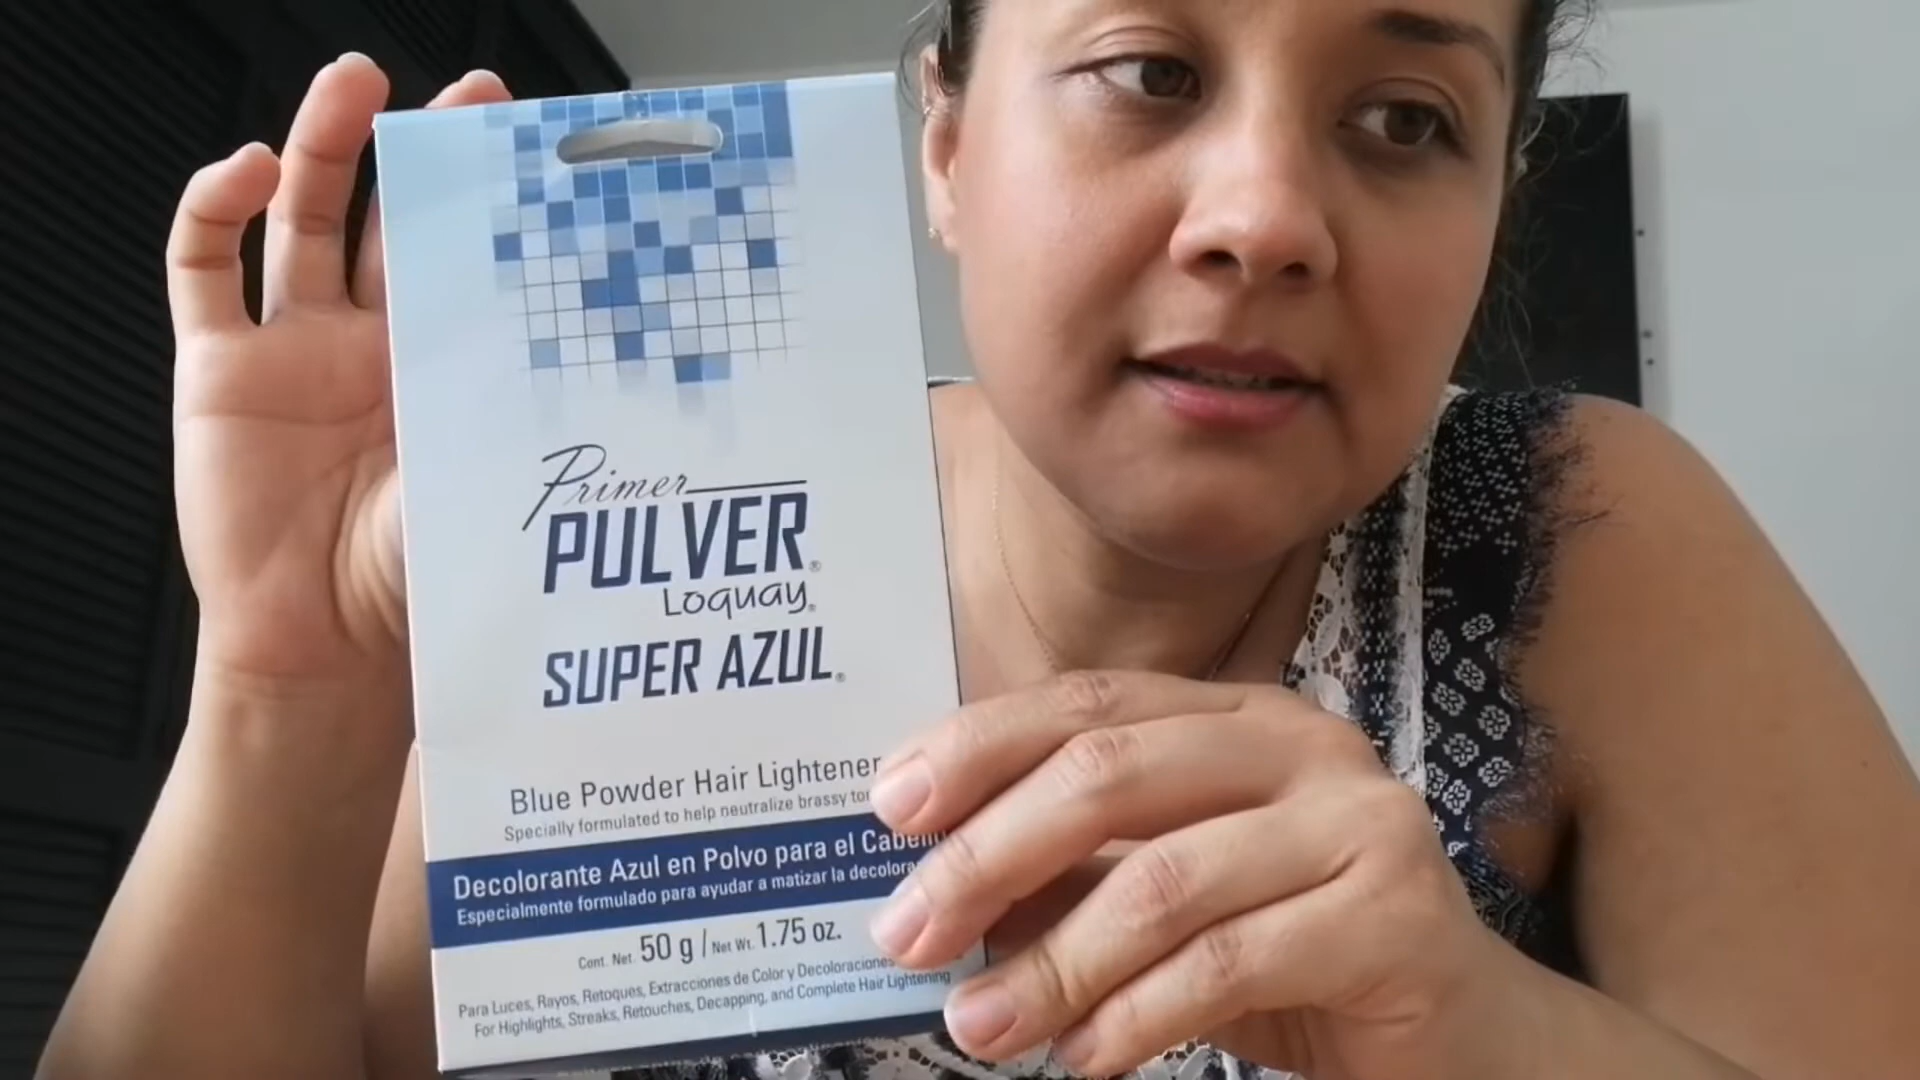 Primer
PULVER®
Loquay®
SUPER AZUL®
Blue Powder Hair Lightener
Specially formulated to help neutralize brassy
Decolorante Azul en Polvo para el
Especialmente formulado para ayudar a matizar la
Cont. Net. 50 g / Net Wt. 1.75 oz.
Para Luces, Rayos, Retoques, Extracciones de Color y Decoloraciones
For Highlights, Streaks, Retouches, Decapping, and Complete Hair Lightening